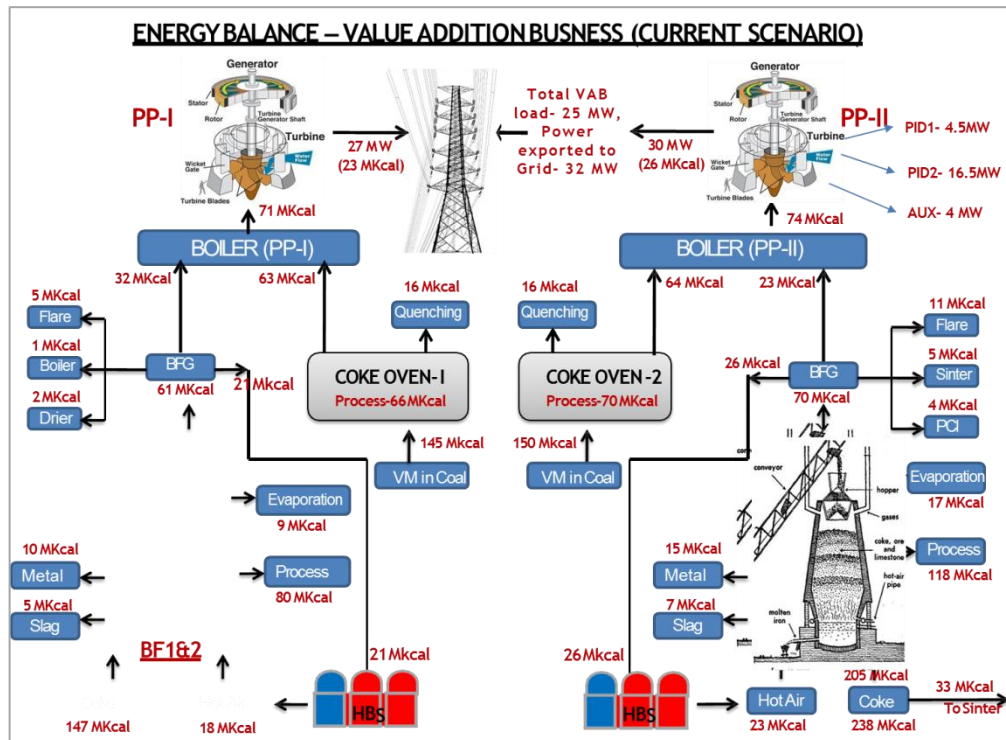 ENERGY BALANCE – VALUE ADDITION BUSNESS (CURRENT SCENARIO)
Generator
Stator
Rotor
Turbine
Generator Shaft
Turbine
Wicket
Gate
Water
Flow
Turbine Blades
PP-I
27 MW
(23 MKcal)
Total VAB
load- 25 MW,
Power
exported to
Grid- 32 MW
30 MW
(26 MKcal)
Generator
Stator
Rotor
Turbine
Generator Shaft
Turbine
Wicket
Gate
Water
Flow
Turbine Blades
PP-II
PID1- 4.5MW
PID2- 16.5MW
AUX- 4 MW
71 MKcal
74 MKcal
BOILER (PP-I)
BOILER (PP-II)
32 MKcal
63 MKcal
64 MKcal
23 MKcal
5 MKcal
Flare
1 MKcal
Boiler
2 MKcal
Drier
BFG
61 MKcal
21 MKcal
16 Mkcal
Quenching
COKE OVEN-I
Process-66MKcal
145 Mkcal
VM in Coal
16 Mkcal
Quenching
COKE OVEN -2
Process-70 MKcal
150 MKcal
VM in Coal
26 Mkcal
BFG
70 MKcal
11 MKcal
Flare
5 MKcal
Sinter
4 MKcal
PCI
Evaporation
9 MKcal
Process
80 MKcal
10 MKcal
Metal
5 MKcal
Slag
BF1&2
147 MKcal
18 MKcal
21 Mkcal
HBS
conveyor
hopper
gases
coke, ore
and
limestone
hot-air
pipe
molten
iron
Evaporation
17 MKcal
Process
118 MKcal
15 MKcal
Metal
7 MKcal
Slag
26 Mkcal
HBS
Hot Air
23 MKcal
205 MKcal
Coke
238 MKcal
33 MKcal
To Sinter